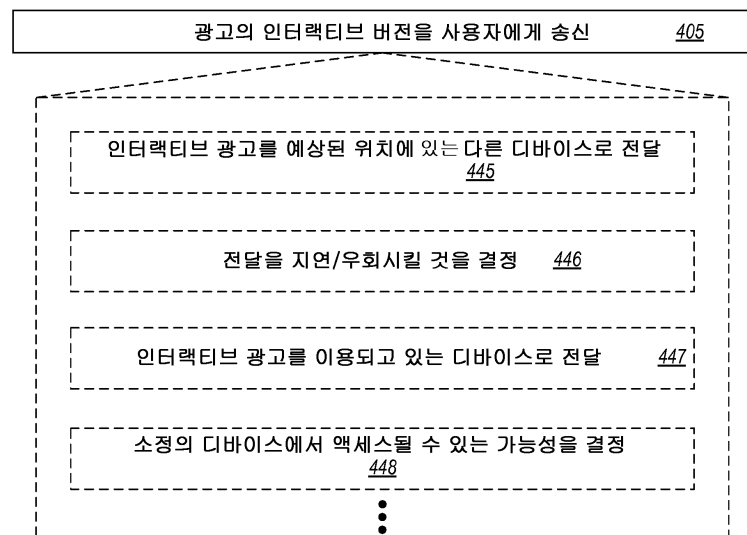 광고의 인터랙티브 버전을 사용자에게 송신 405
인터랙티브 광고를 예상된 위치에 있는 다른 디바이스로 전달
445
전달을 지연/우회시킬 것을 결정 446
인터랙티브 광고를 이용되고 있는 디바이스로 전달 447
소정의 디바이스에서 액세스될 수 있는 가능성을 결정
448